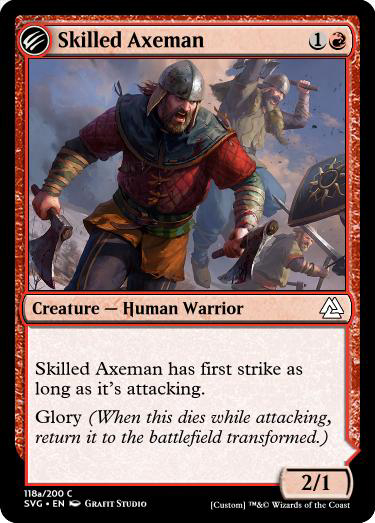 Skilled Axeman 1
Creature — Human Warrior
Skilled Axeman has first strike as
long as it's attacking.
Glory (When this dies while attacking,
return it to the battlefield transformed.)
2/1
118a/200 C
SVG • EN Grafit Studio
[Custom] ™&© Wizards of the Coast